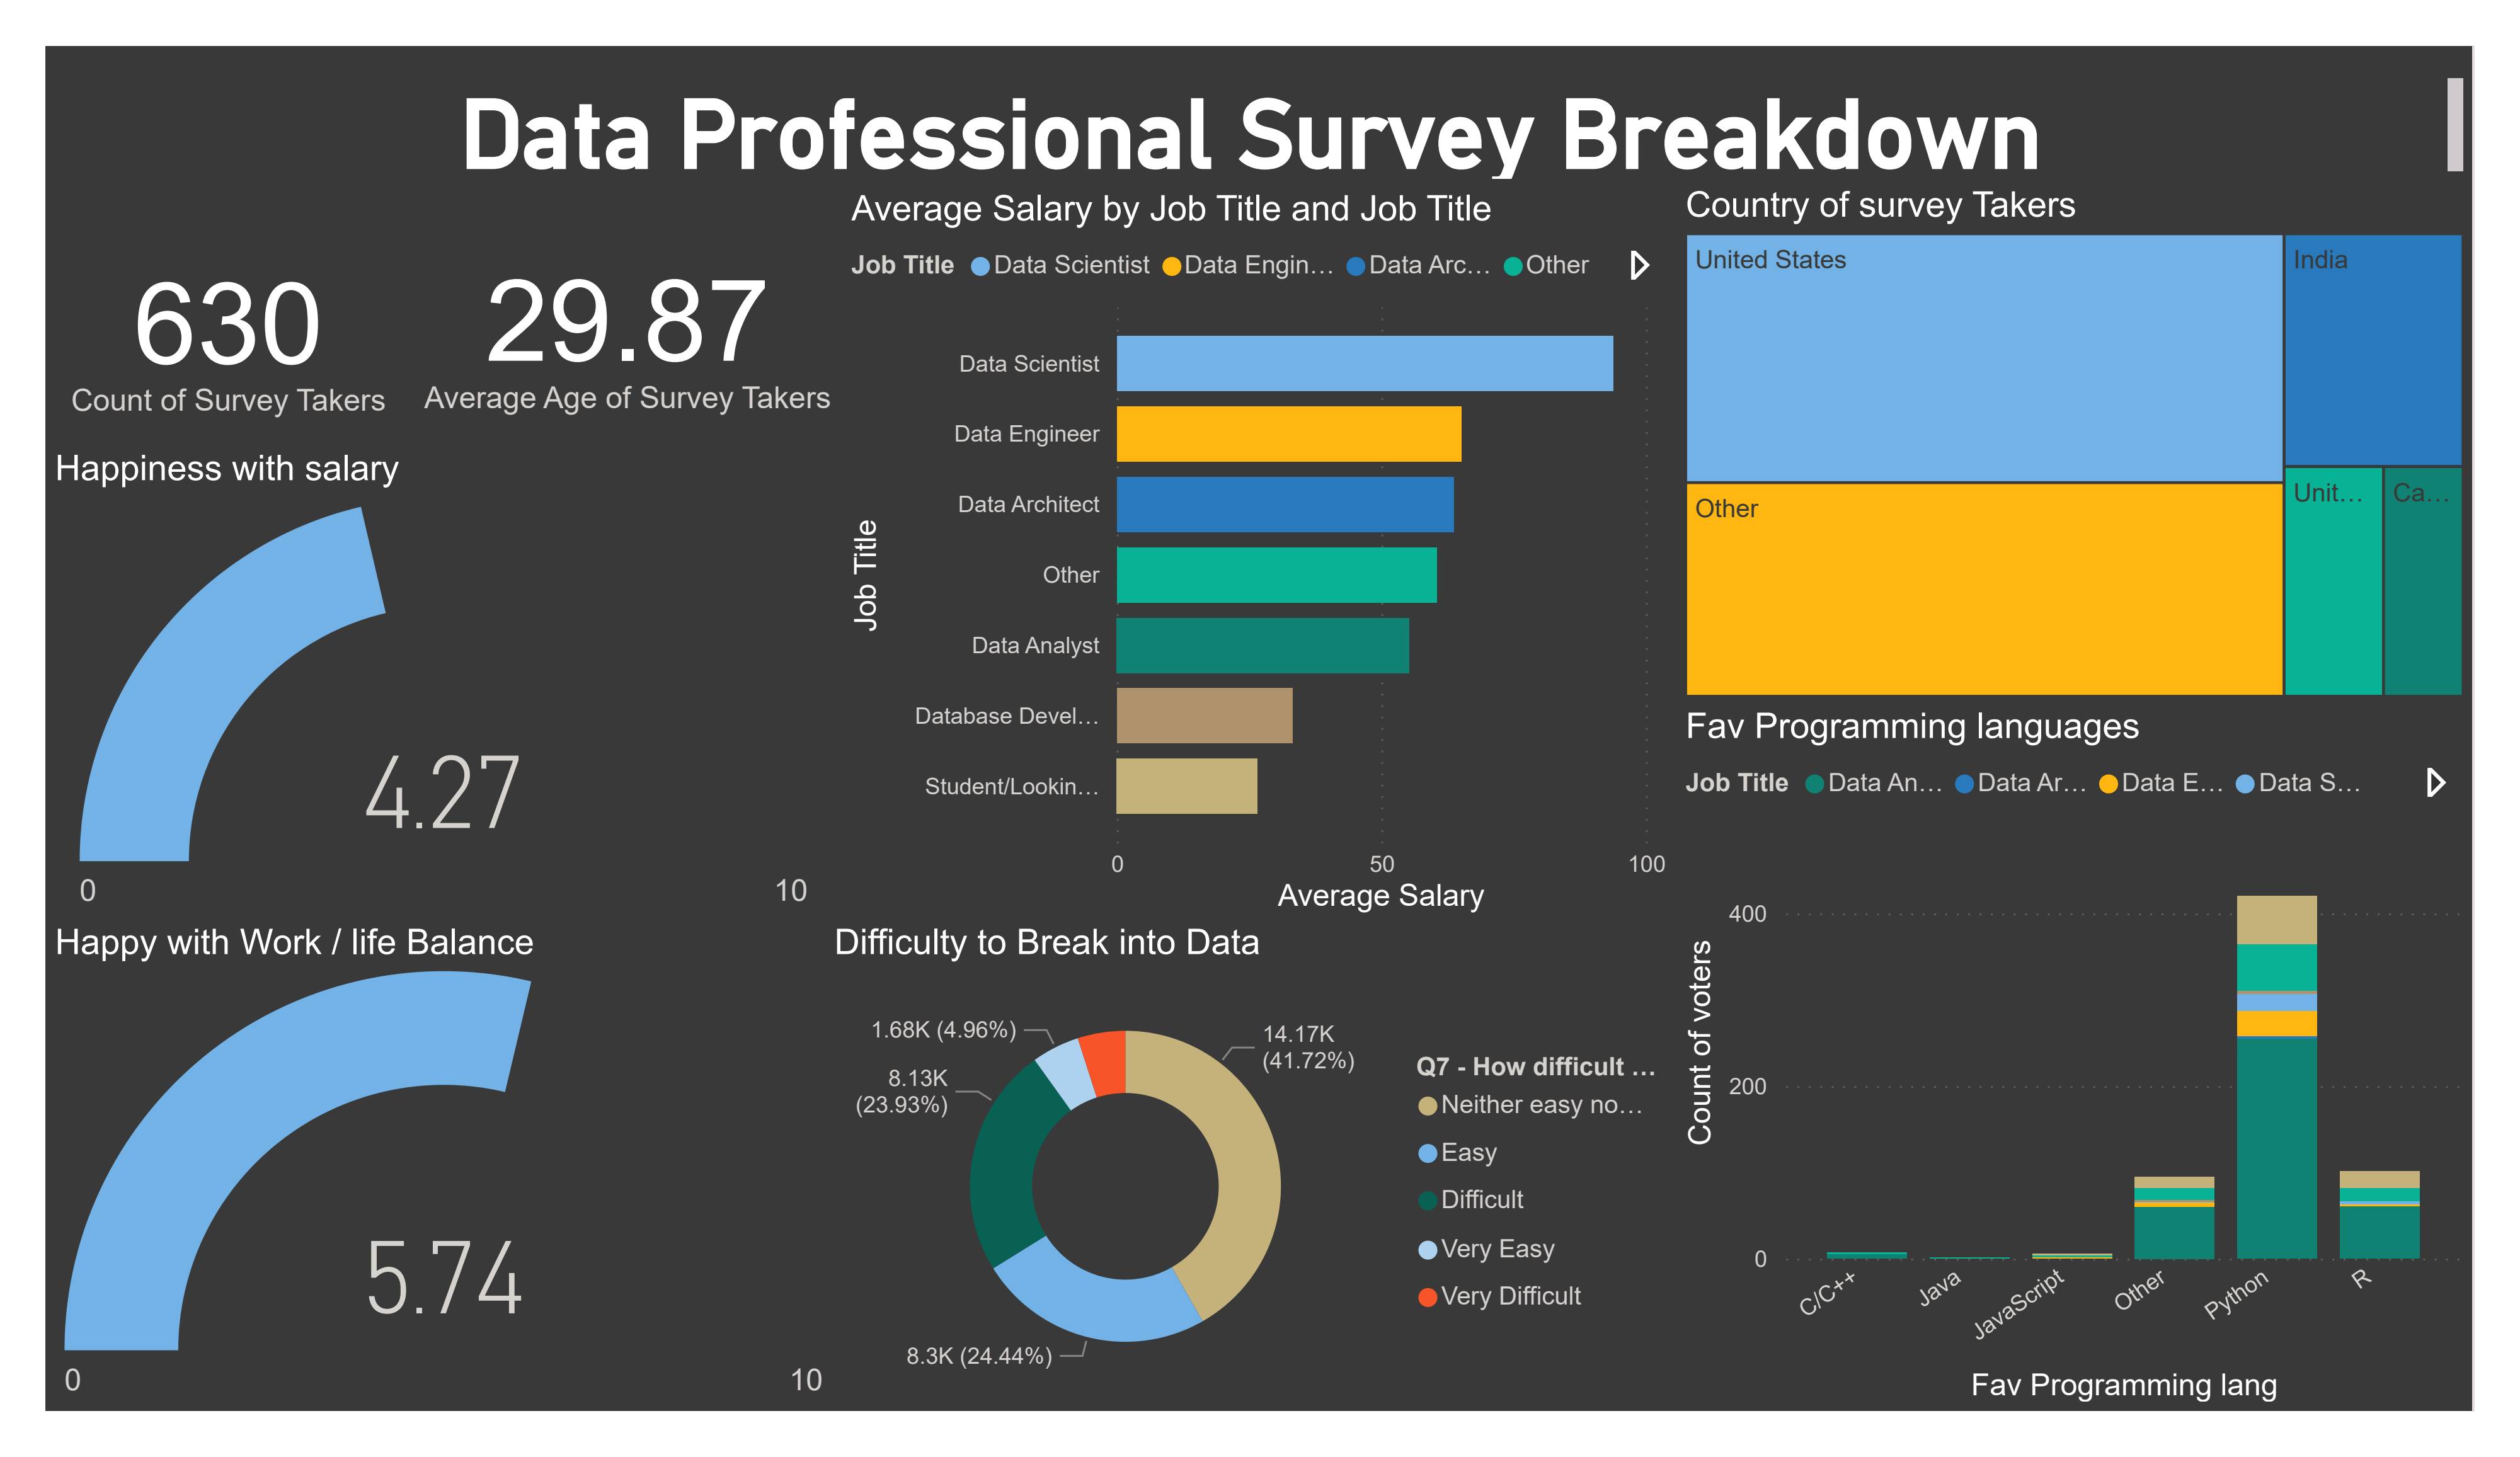 Data Professional Survey Breakdown
630
Count of Survey Takers
29.87
Average Age of Survey Takers
Happiness with salary
4.27
0
10
Happy with Work / life Balance
5.74
0
10
Average Salary by Job Title and Job Title
Job Title Data Scientist Data Engin… Data Arc… Other
Job Title
Data Scientist
Data Engineer
Data Architect
Other
Data Analyst
Database Devel…
Student/Lookin…
0 50 100
Average Salary
Difficulty to Break into Data
1.68K (4.96%)
8.13K
(23.93%)
14.17K
(41.72%)
8.3K (24.44%)
Q7 - How difficult …
Neither easy no…
Easy
Difficult
Very Easy
Very Difficult
Country of survey Takers
United States
India
Other
Unit…
Ca…
Fav Programming languages
Job Title Data An… Data Ar… Data E… Data S…
Count of voters
400
200
0
C/C++
Java
JavaScript
Other
Python
R
Fav Programming lang